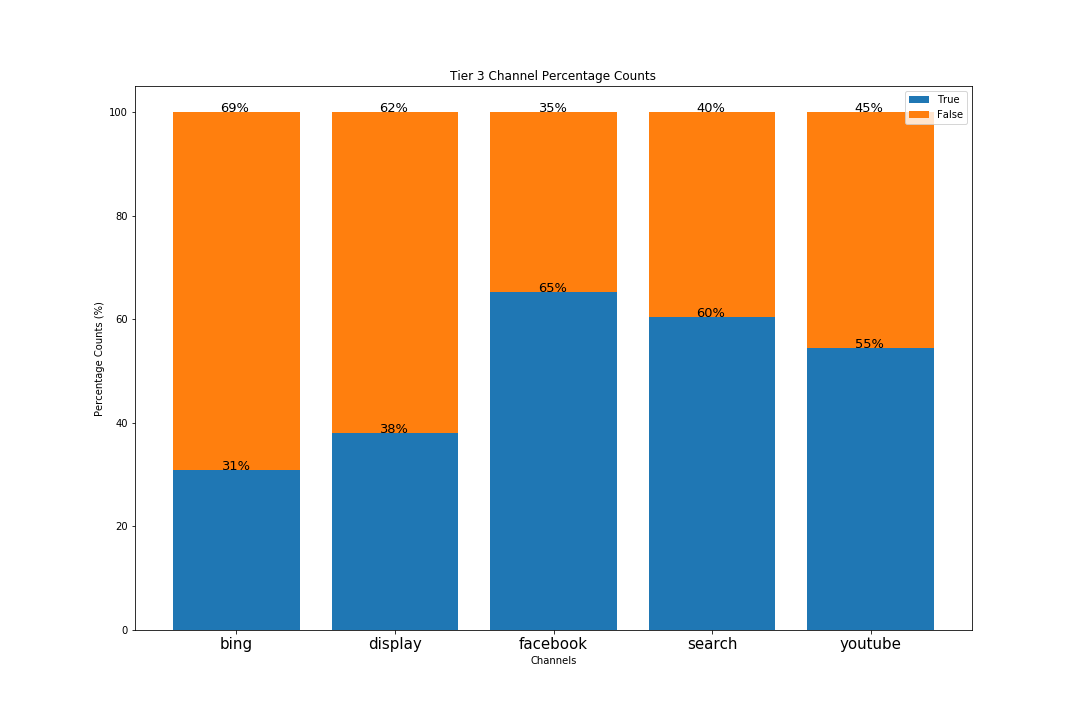 Tier 3 Channel Percentage Counts
True
False
69% 62% 35% 40% 45%
65%
60%
55%
38%
31%
100
80
60
40
20
0
Percentage Counts (%)
bing display facebook search youtube
Channels